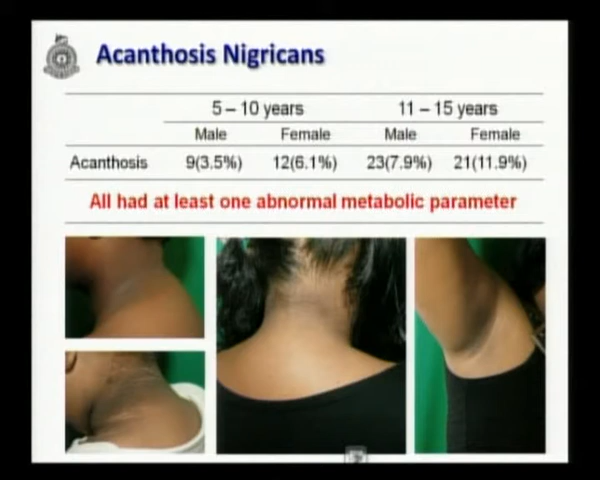 Acanthosis Nigricans
5 – 10 years 11 – 15 years
Male Female Male Female
Acanthosis 9(3.5%) 12(6.1%) 23(7.9%) 21(11.9%)
All had at least one abnormal metabolic parameter